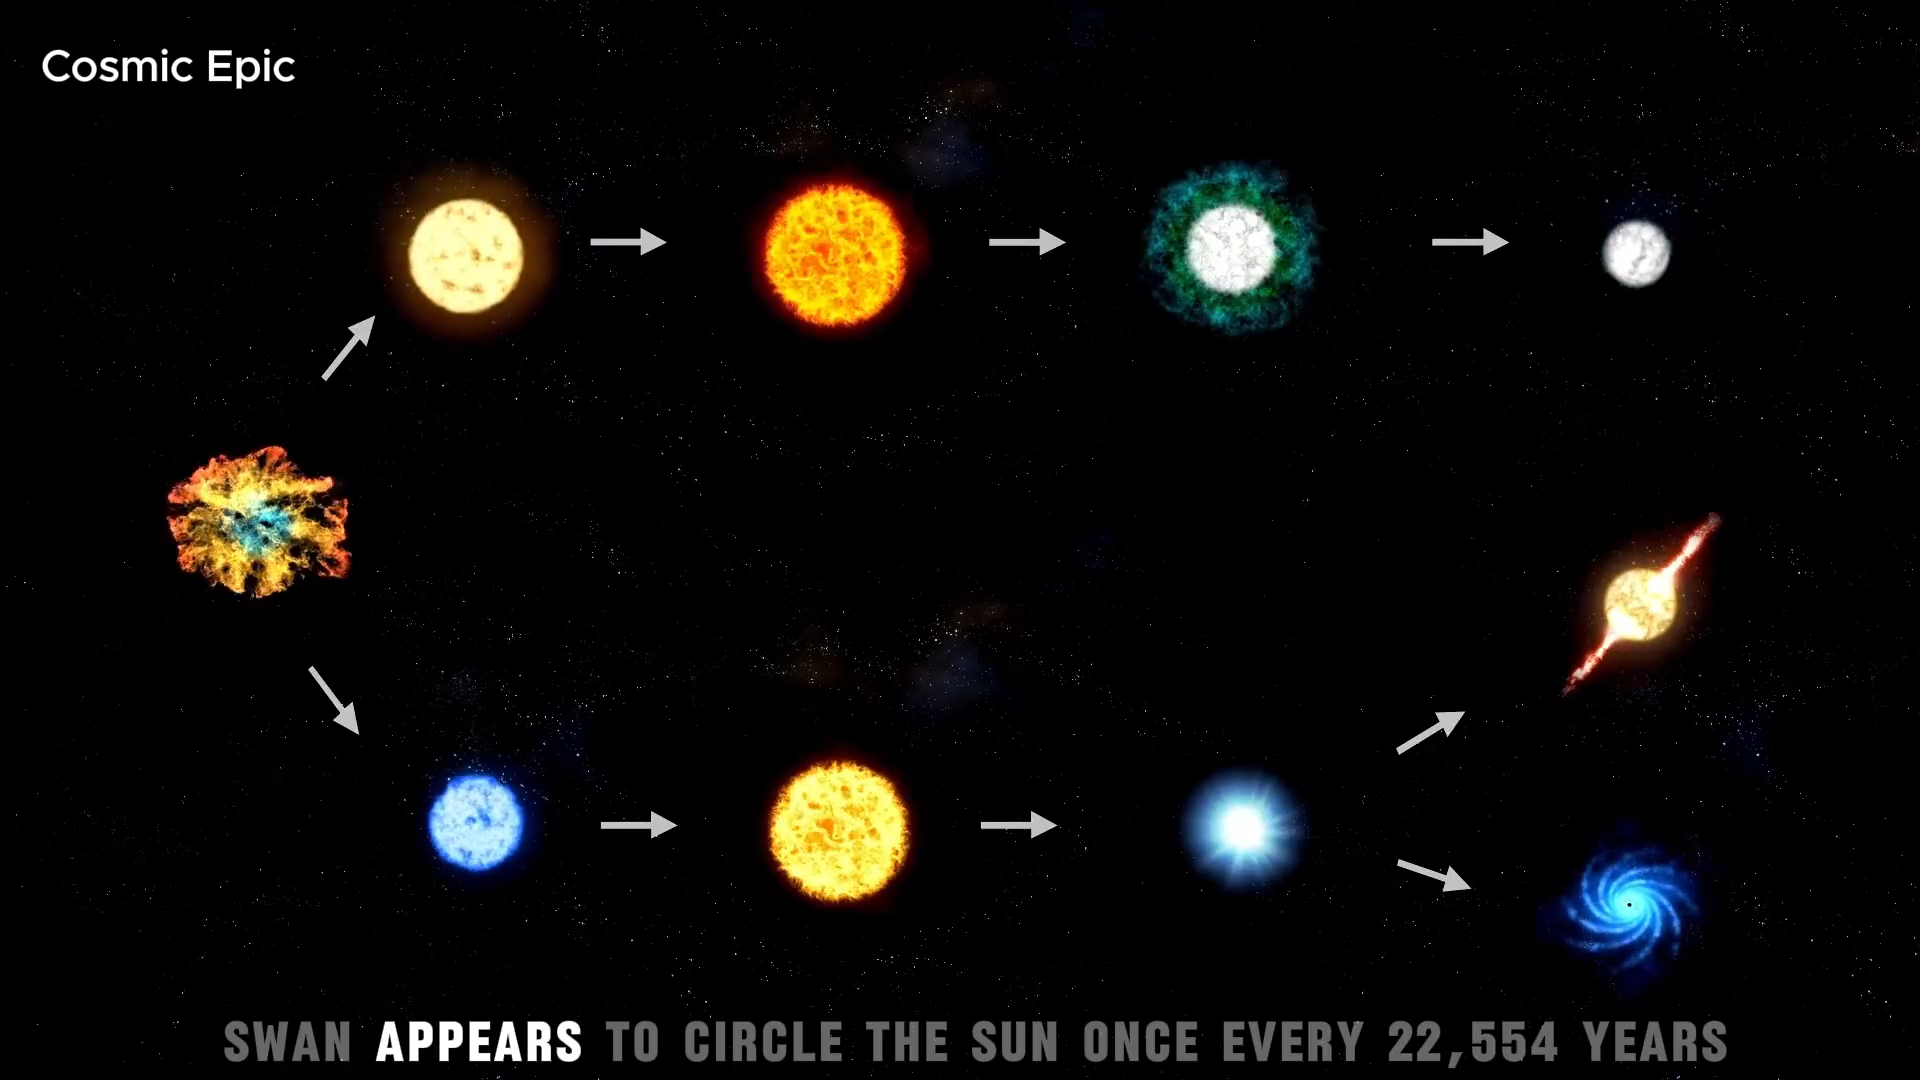 Cosmic Epic
SWAN APPEARS TO CIRCLE THE SUN ONCE EVERY 22,554 YEARS